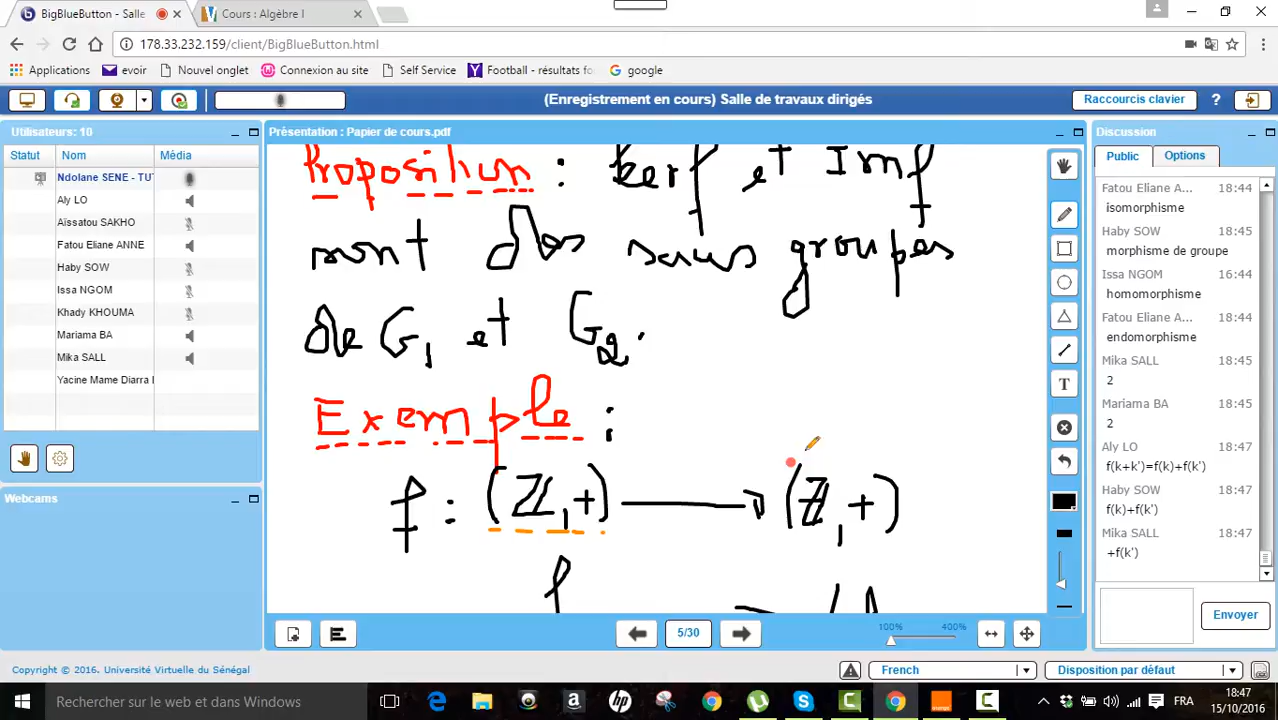 BigBlueButton - Salle
Cours : Algèbre I
178.33.232.159/client/BigBlueButton.html
Applications
evoir
Nouvel onglet
Connexion au site
Self Service
Football - résultats fo
google
(Enregistrement en cours) Salle de travaux dirigés
Raccourcis clavier
?
Utilisateurs: 10
Statut
Nom
Média
Ndolane SENE - TUT
Aly LO
Aïssatou SAKHO
Fatou Eliane ANNE
Haby SOW
Issa NGOM
Khady KHOUMA
Mariama BA
Mika SALL
Yacine Mame Diarra
Webcams
Présentation : Papier de cours.pdf
Proposition : kerf et Imf
sont des sous groupes
de G1 et G2.
Exemple :
f : (ℤ, +) → (ℤ, +)
5/30
100%
400%
Discussion
Public
Options
Fatou Eliane A... 18:44
isomorphisme
Haby SOW 18:45
morphisme de groupe
Issa NGOM 16:44
homomorphisme
Fatou Eliane A... 18:44
endomorphisme
Mika SALL 18:45
2
Mariama BA 18:45
2
Aly LO 18:47
f(k+k')=f(k)+f(k')
Haby SOW 18:47
f(k)+f(k')
Mika SALL 18:47
+f(k')
Envoyer
Copyright © 2016. Université Virtuelle du Sénégal
French
Disposition par défaut
Rechercher sur le web et dans Windows
FRA
18:47
15/10/2016